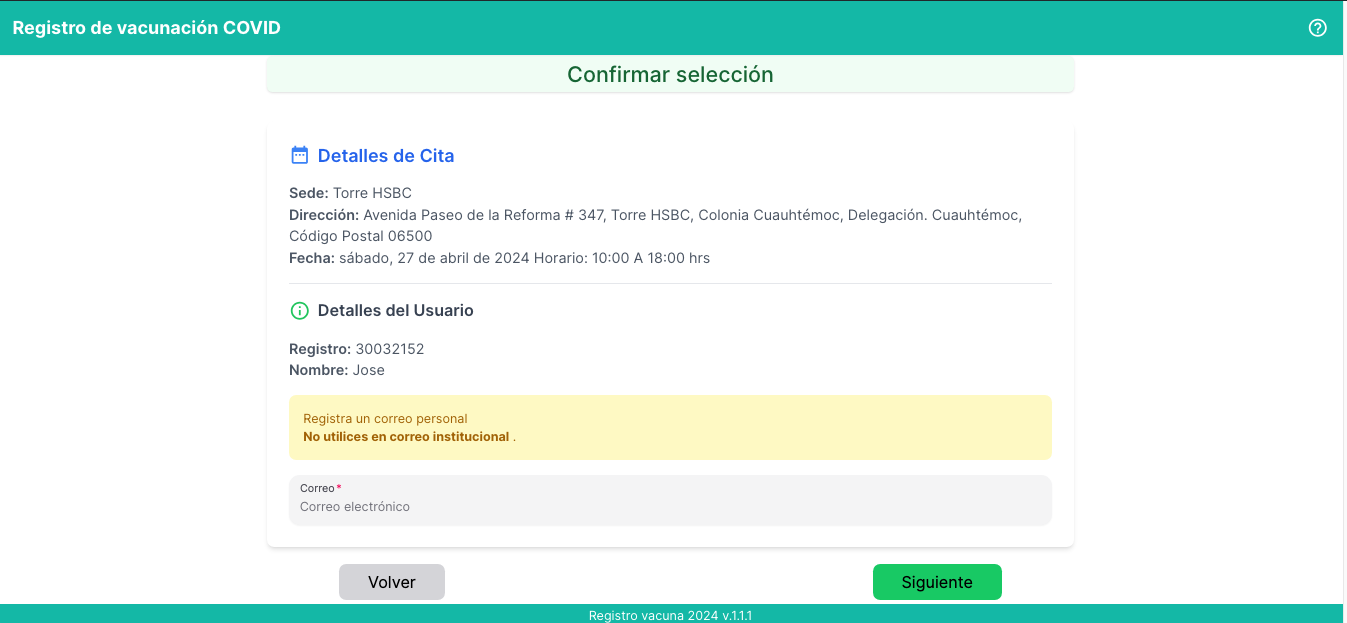 Registro de vacunación COVID
Confirmar selección
Detalles de Cita
Sede: Torre HSBC
Dirección: Avenida Paseo de la Reforma # 347, Torre HSBC, Colonia Cuauhtémoc, Delegación. Cuauhtémoc,
Código Postal 06500
Fecha: sábado, 27 de abril de 2024 Horario: 10:00 A 18:00 hrs
Detalles del Usuario
Registro: 30032152
Nombre: Jose
Registra un correo personal
No utilices en correo institucional .
Correo *
Correo electrónico
Volver
Siguiente
Registro vacuna 2024 v.1.1.1